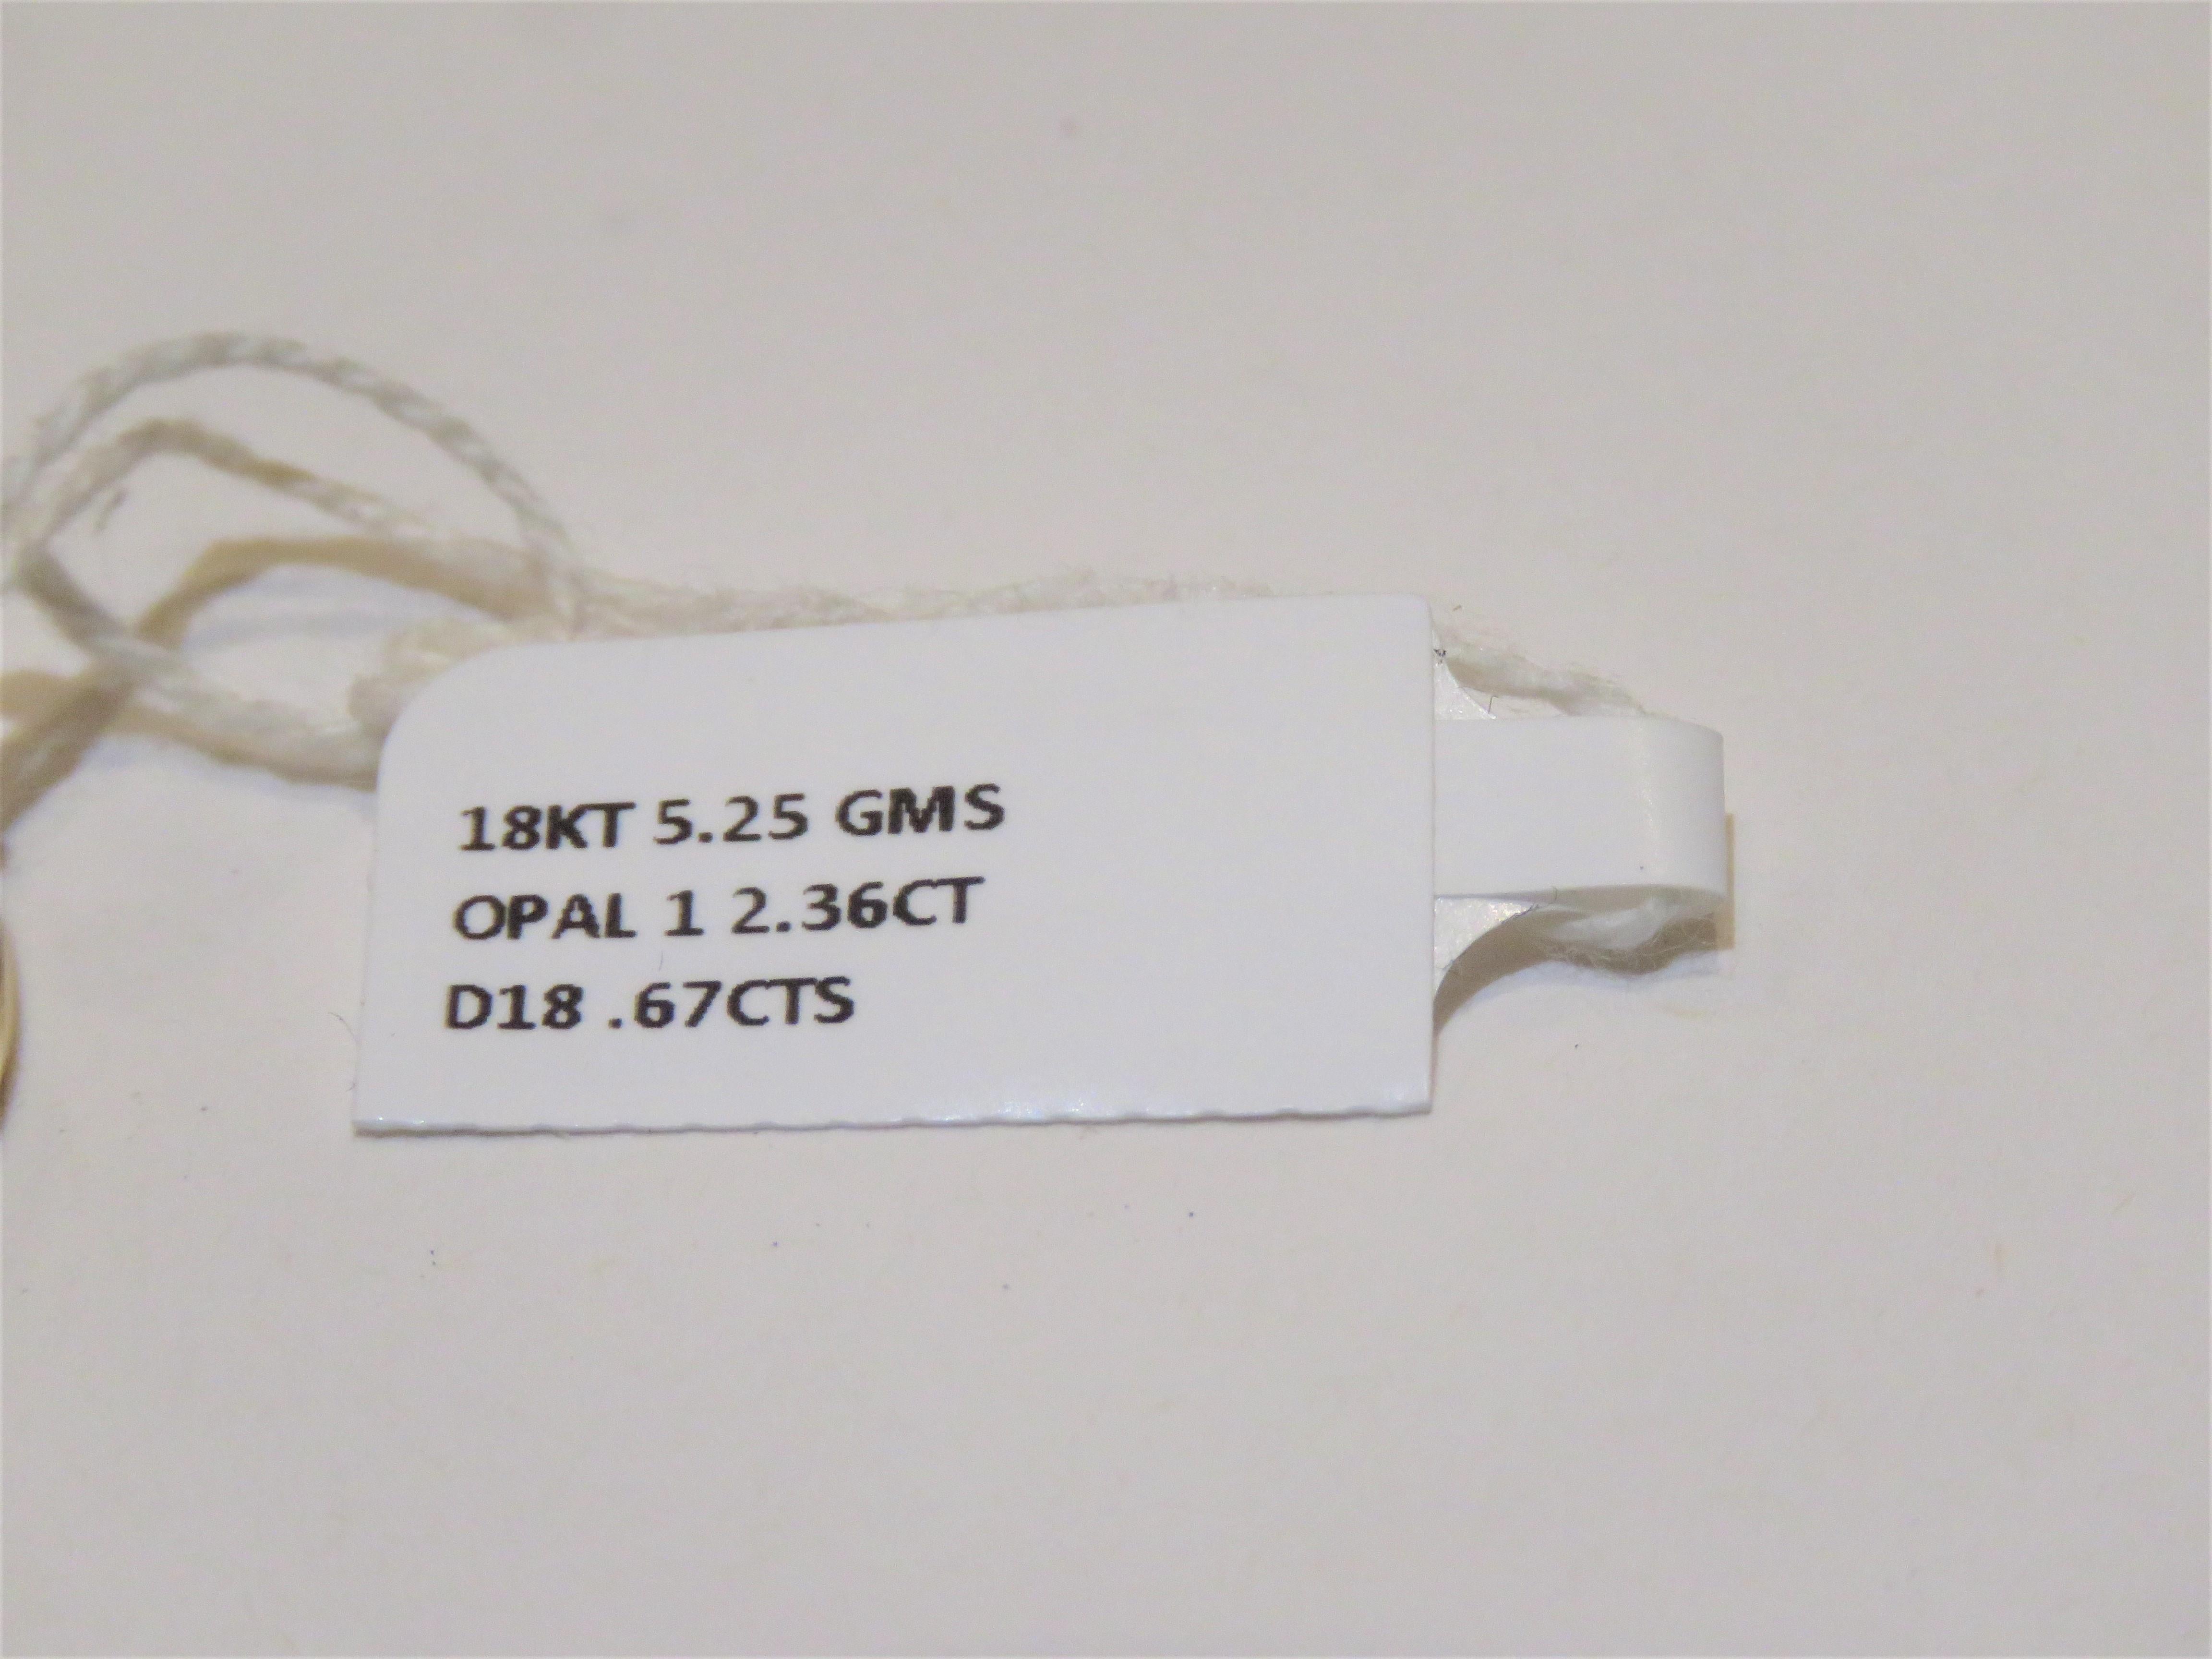 18KT 5.25 GMS
OPAL 1 2.36CT
D18 .67CTS